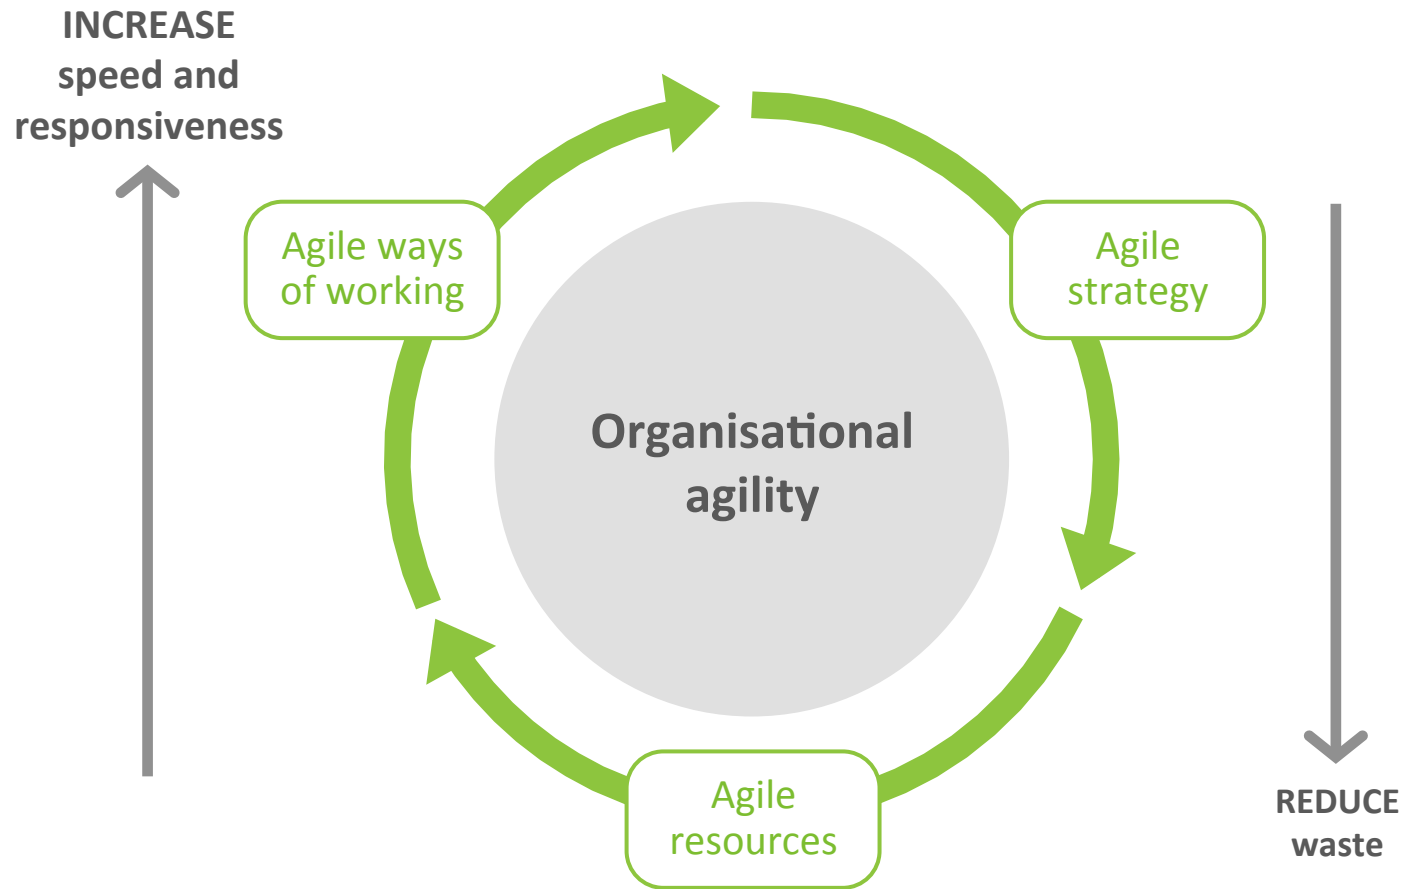 INCREASE
speed and
responsiveness
Agile ways
of working
Agile
strategy
Organisational
agility
Agile
resources
REDUCE
waste